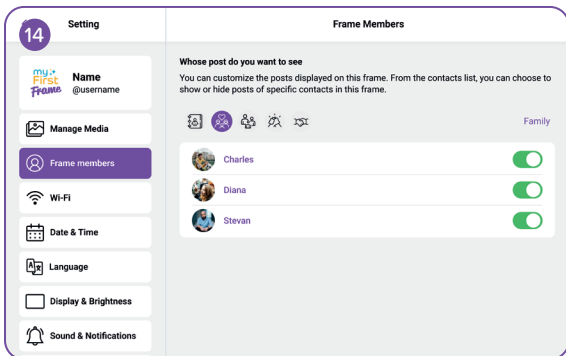 14
Setting
Frame Members
my
First
Frame
Name
@username
Manage Media
Frame members
Wi-Fi
Date & Time
Language
Display & Brightness
Sound & Notifications
Whose post do you want to see
You can customize the posts displayed on this frame. From the contacts list, you can choose to
show or hide posts of specific contacts in this frame.
Family
Charles
Diana
Stevan